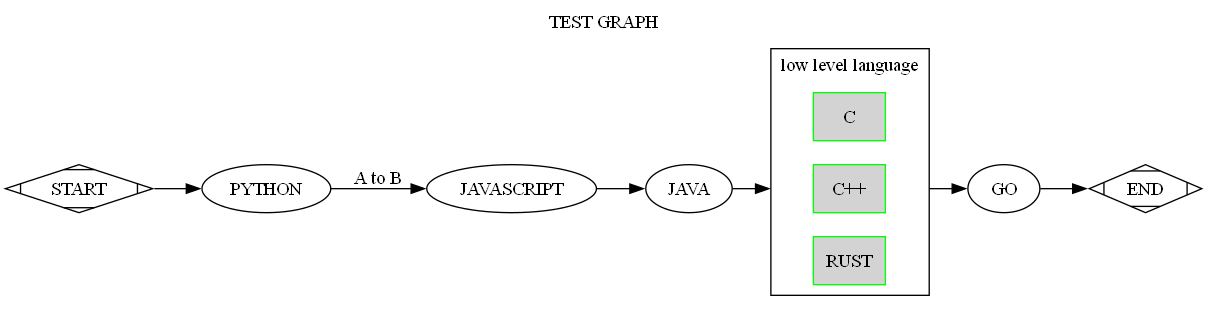 TEST GRAPH
START
PYTHON
A to B
JAVASCRIPT
JAVA
low level language
C
C++
RUST
GO
END